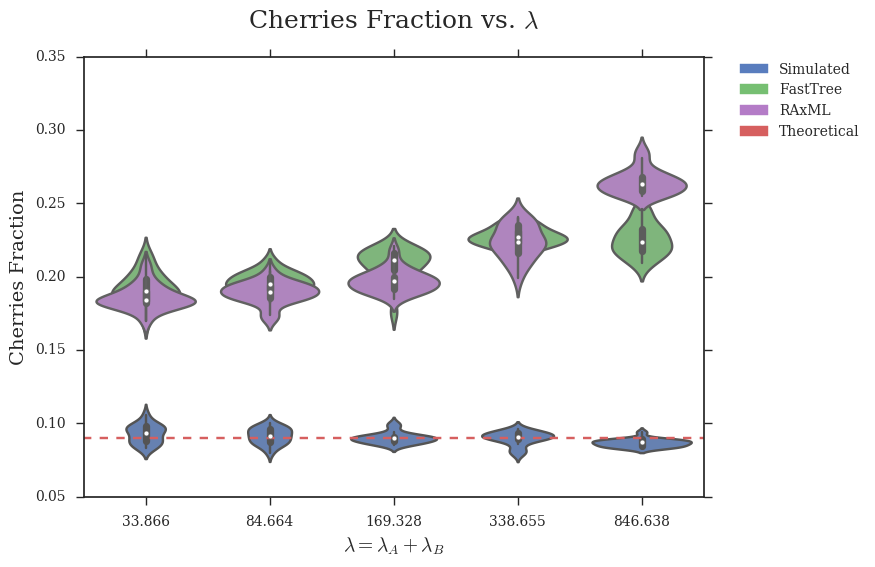 Cherries Fraction vs. λ
0.35
0.30
0.25
0.20
0.15
0.10
0.05
Cherries Fraction
33.866
84.664
169.328
338.655
846.638
λ = λ_A + λ_B
Simulated
FastTree
RAxML
Theoretical